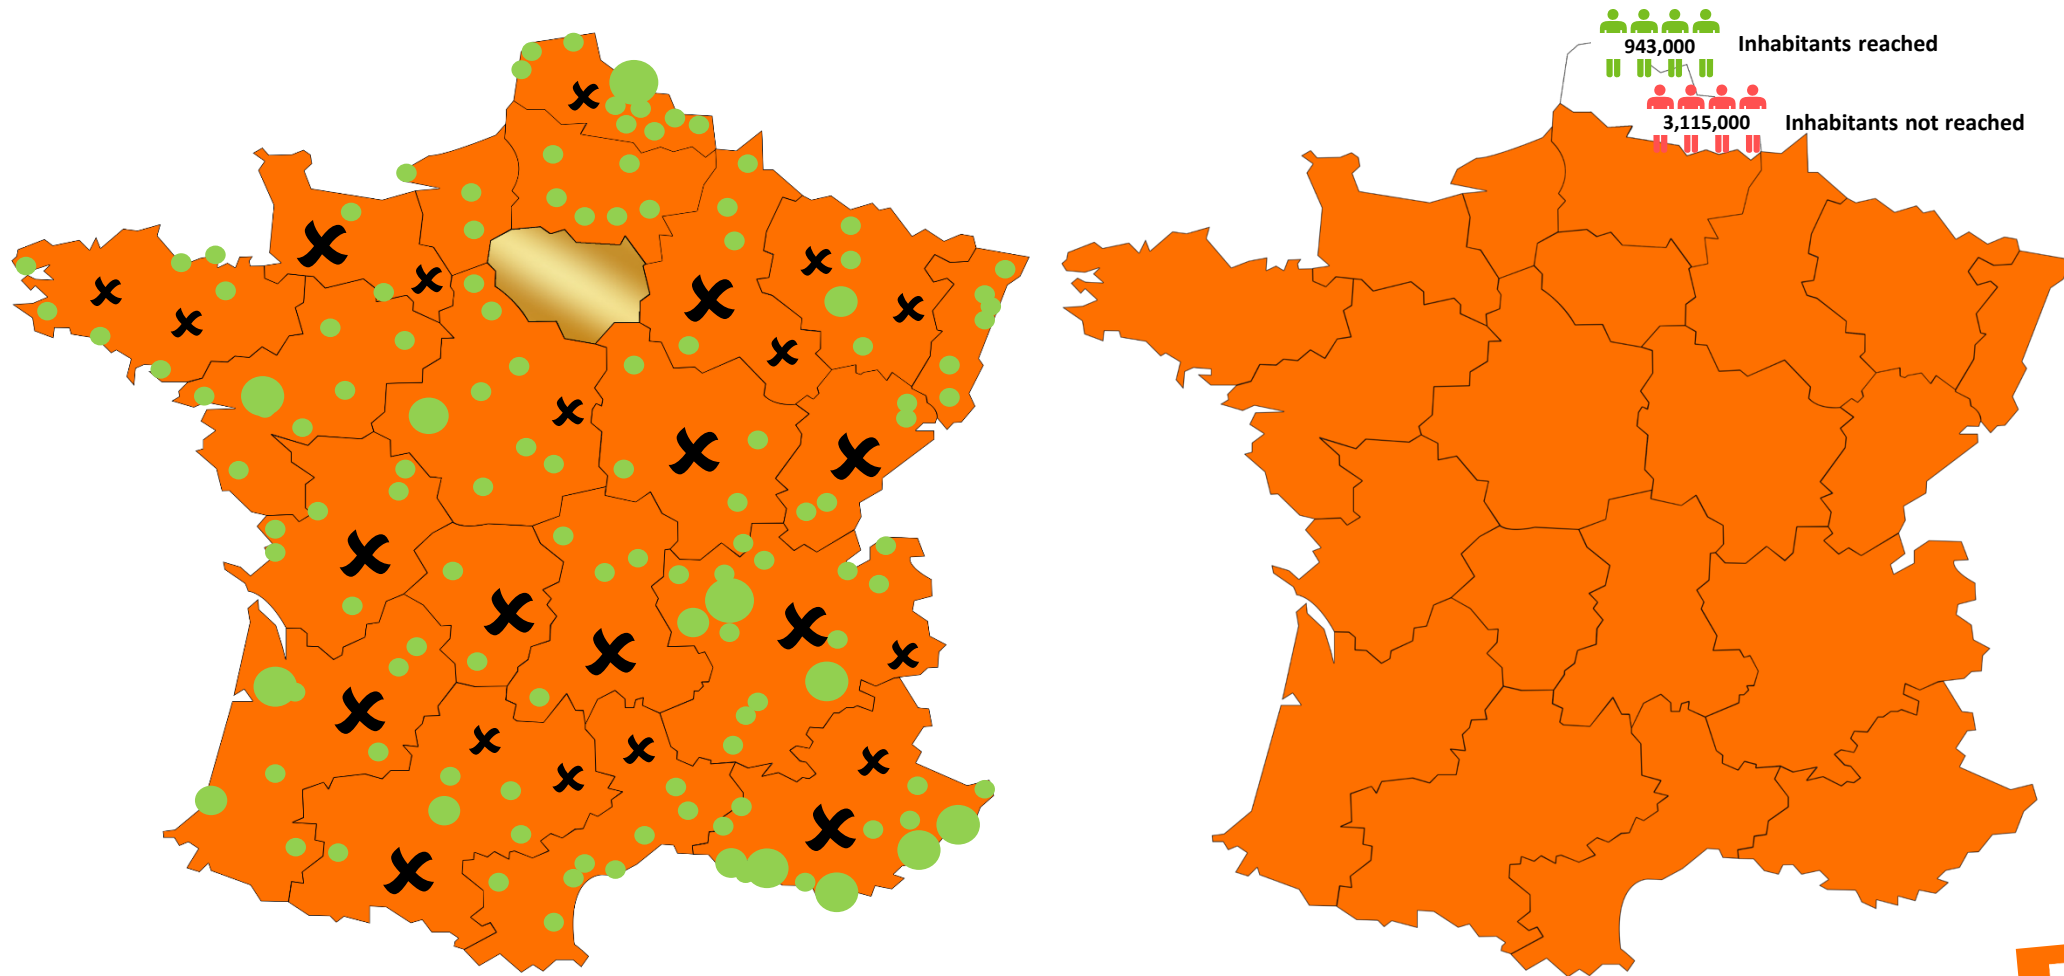 943,000
Inhabitants reached
3,115,000
Inhabitants not reached